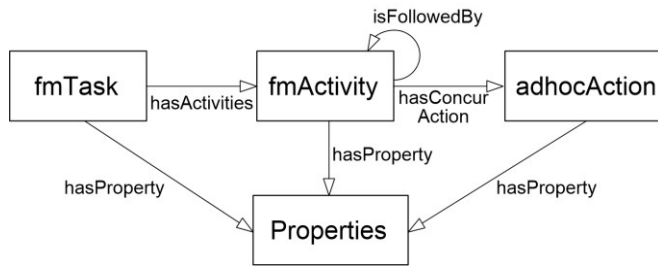 isFollowedBy
fmTask
fmActivity
adhocAction
hasActivities
hasConcur
Action
hasProperty
hasProperty
hasProperty
Properties